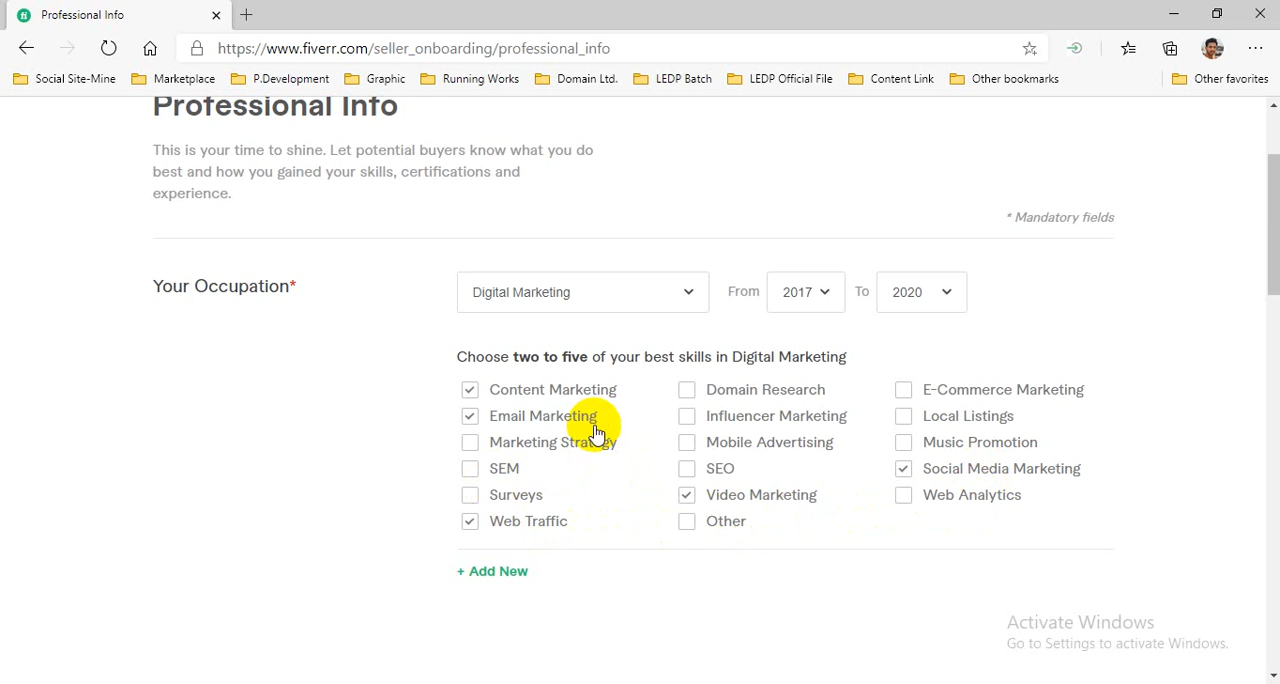 Professional Info
https://www.fiverr.com/seller_onboarding/professional_info
Social Site-Mine Marketplace P.Development Graphic Running Works Domain Ltd. LEDP Batch LEDP Official File Content Link Other bookmarks Other favorites
Professional Info
This is your time to shine. Let potential buyers know what you do
best and how you gained your skills, certifications and
experience.
* Mandatory fields
Your Occupation* Digital Marketing From 2017 To 2020
Choose two to five of your best skills in Digital Marketing
Content Marketing Domain Research E-Commerce Marketing
Email Marketing Influencer Marketing Local Listings
Marketing Strategy Mobile Advertising Music Promotion
SEM SEO Social Media Marketing
Surveys Video Marketing Web Analytics
Web Traffic Other
+ Add New
Activate Windows
Go to Settings to activate Windows.